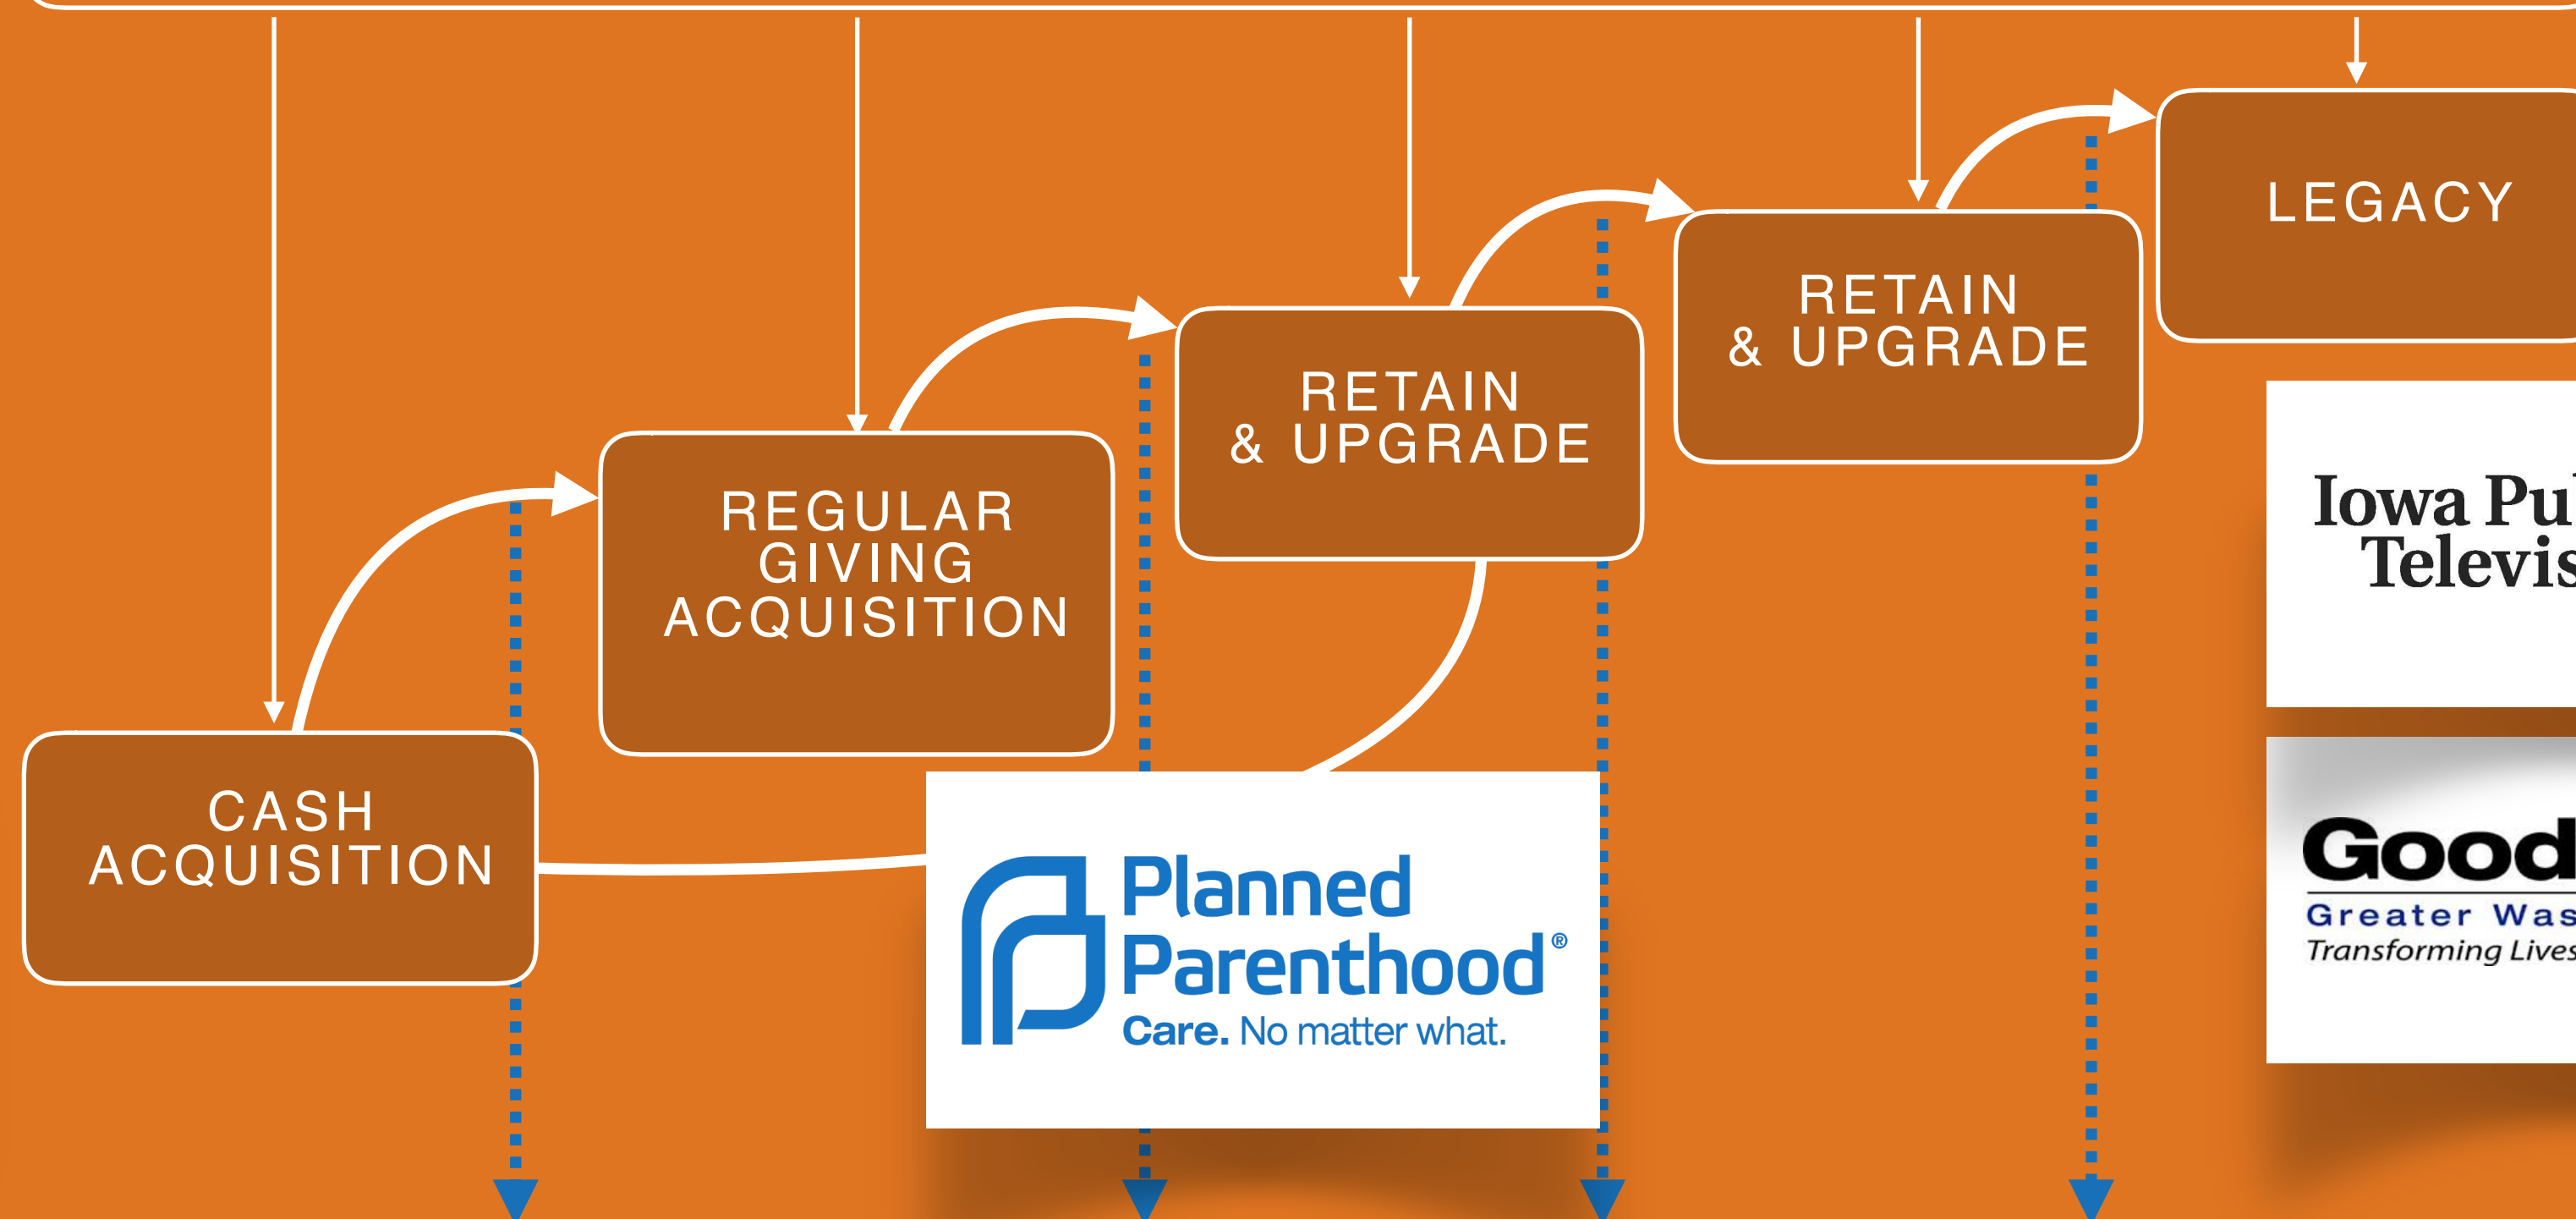 LEGACY
RETAIN
& UPGRADE
RETAIN
& UPGRADE
REGULAR
GIVING
ACQUISITION
CASH
ACQUISITION
Planned
Parenthood®
Care. No matter what.
Iowa Pu
Televis
Good
Greater Was
Transforming Lives